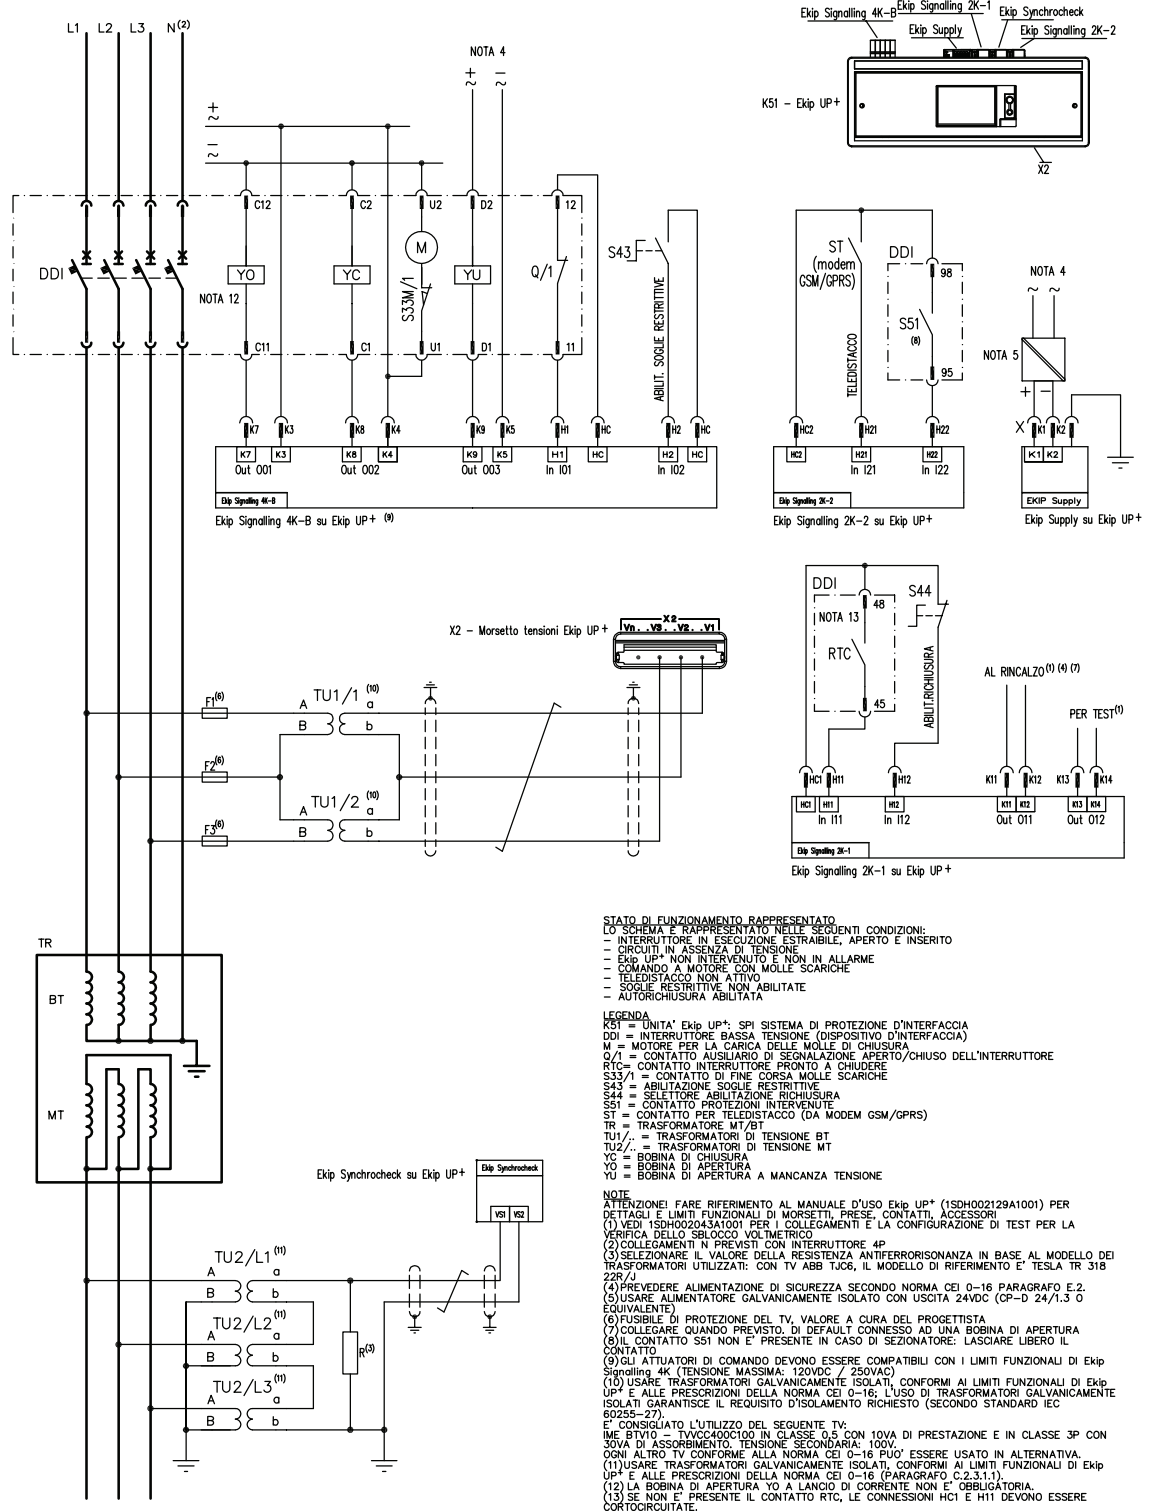 L1 L2 L3 N(2)
NOTA 4
+ ~ − ~
Ekip Signalling 4K-B
Ekip Signalling 2K-1
Ekip Supply
Ekip Synchrocheck
Ekip Signalling 2K-2
K51 - Ekip UP+
X2
+ ~
− ~
C12 C2 U2 D2 12
DDI YO YC M YU Q/1
NOTA 12
S33M/1
C11 C1 U1 D1 11
S43
ABILIT. SOGLIE RESTRITTIVE
K7 K3 K8 K4 K9 K5 H1 HC H2 HC
K7 K3 K8 K4 K9 K5 H1 HC H2 HC
Out O01 Out O02 Out O03 In I01 In I02
Ekip Signalling 4K-B
Ekip Signalling 4K-B su Ekip UP+ (9)
ST
(modem
GSM/GPRS)
TELEDISTACCO
DDI
98
S51
(8)
95
HC2 H21 H22
HC2 H21 H22
In I21 In I22
Ekip Signalling 2K-2
Ekip Signalling 2K-2 su Ekip UP+
NOTA 4
~ ~
NOTA 5
+ −
X K1 K2
K1 K2
EKIP Supply
Ekip Supply su Ekip UP+
X2 - Morsetto tensioni Ekip UP+
X2
Vn. . V3. . V2. . V1
F1(6)
A TU1/1 (10) a
B b
F2(6)
A TU1/2 (10) a
F3(6)
B b
DDI
48
NOTA 13
RTC
45
S44
ABILIT.RICHIUSURA
AL RINCALZO(1) (4) (7)
PER TEST(1)
HC1 H11 H12 K11 K12 K13 K14
HC1 H11 H12 K11 K12 K13 K14
In I11 In I12 Out O11 Out O12
Ekip Signalling 2K-1
Ekip Signalling 2K-1 su Ekip UP+
TR
BT
MT
Ekip Synchrocheck su Ekip UP+
Ekip Synchrocheck
VS1 VS2
TU2/L1 (11)
A a
B b
TU2/L2 (11)
A a
B b
TU2/L3 (11)
A a
B b
R(3)
STATO DI FUNZIONAMENTO RAPPRESENTATO
LO SCHEMA È RAPPRESENTATO NELLE SEGUENTI CONDIZIONI:
- INTERRUTTORE IN ESECUZIONE ESTRAIBILE, APERTO E INSERITO
- CIRCUITI IN ASSENZA DI TENSIONE
- Ekip UP+ NON INTERVENUTO E NON IN ALLARME
- COMANDO A MOTORE CON MOLLE SCARICHE
- TELEDISTACCO NON ATTIVO
- SOGLIE RESTRITTIVE NON ABILITATE
- AUTORICHIUSURA ABILITATA
LEGENDA
K51 = UNITA' Ekip UP+: SPI SISTEMA DI PROTEZIONE D'INTERFACCIA
DDI = INTERRUTTORE BASSA TENSIONE (DISPOSITIVO D'INTERFACCIA)
M = MOTORE PER LA CARICA DELLE MOLLE DI CHIUSURA
Q/1 = CONTATTO AUSILIARIO DI SEGNALAZIONE APERTO/CHIUSO DELL'INTERRUTTORE
RTC= CONTATTO INTERRUTTORE PRONTO A CHIUDERE
S33/1 = CONTATTO DI FINE CORSA MOLLE SCARICHE
S43 = ABILITAZIONE SOGLIE RESTRITTIVE
S44 = SELETTORE ABILITAZIONE RICHIUSURA
S51 = CONTATTO PROTEZIONI INTERVENUTE
ST = CONTATTO PER TELEDISTACCO (DA MODEM GSM/GPRS)
TR = TRASFORMATORE MT/BT
TU1/.. = TRASFORMATORI DI TENSIONE BT
TU2/.. = TRASFORMATORI DI TENSIONE MT
YC = BOBINA DI CHIUSURA
YO = BOBINA DI APERTURA
YU = BOBINA DI APERTURA A MANCANZA TENSIONE
NOTE
ATTENZIONE! FARE RIFERIMENTO AL MANUALE D'USO Ekip UP+ (1SDH002129A1001) PER
DETTAGLI E LIMITI FUNZIONALI DI MORSETTI, PRESE, CONTATTI, ACCESSORI
(1) VEDI 1SDH002043A1001 PER I COLLEGAMENTI E LA CONFIGURAZIONE DI TEST PER LA
VERIFICA DELLO SBLOCCO VOLTMETRICO
(2)COLLEGAMENTI N PREVISTI CON INTERRUTTORE 4P
(3)SELEZIONARE IL VALORE DELLA RESISTENZA ANTIFERRORISONANZA IN BASE AL MODELLO DEI
TRASFORMATORI UTILIZZATI: CON TV ABB TJC6, IL MODELLO DI RIFERIMENTO E' TESLA TR 318
22R/J
(4)PREVEDERE ALIMENTAZIONE DI SICUREZZA SECONDO NORMA CEI 0-16 PARAGRAFO E.2.
(5)USARE ALIMENTATORE GALVANICAMENTE ISOLATO CON USCITA 24VDC (CP-D 24/1.3 O
EQUIVALENTE)
(6)FUSIBILE DI PROTEZIONE DEL TV, VALORE A CURA DEL PROGETTISTA
(7)COLLEGARE QUANDO PREVISTO. DI DEFAULT CONNESSO AD UNA BOBINA DI APERTURA
(8)IL CONTATTO S51 NON E' PRESENTE IN CASO DI SEZIONATORE: LASCIARE LIBERO IL
CONTATTO
(9)GLI ATTUATORI DI COMANDO DEVONO ESSERE COMPATIBILI CON I LIMITI FUNZIONALI DI Ekip
Signalling 4K (TENSIONE MASSIMA: 120VDC / 250VAC)
(10) USARE TRASFORMATORI GALVANICAMENTE ISOLATI, CONFORMI AI LIMITI FUNZIONALI DI Ekip
UP+ E ALLE PRESCRIZIONI DELLA NORMA CEI 0-16; L'USO DI TRASFORMATORI GALVANICAMENTE
ISOLATI GARANTISCE IL REQUISITO D'ISOLAMENTO RICHIESTO (SECONDO STANDARD IEC
60255-27).
E' CONSIGLIATO L'UTILIZZO DEL SEGUENTE TV:
IME BTV10 - TVVCC400C100 IN CLASSE 0,5 CON 10VA DI PRESTAZIONE E IN CLASSE 3P CON
30VA DI ASSORBIMENTO. TENSIONE SECONDARIA: 100V.
OGNI ALTRO TV CONFORME ALLA NORMA CEI 0-16 PUO' ESSERE USATO IN ALTERNATIVA.
(11)USARE TRASFORMATORI GALVANICAMENTE ISOLATI, CONFORMI AI LIMITI FUNZIONALI DI Ekip
UP+ E ALLE PRESCRIZIONI DELLA NORMA CEI 0-16 (PARAGRAFO C.2.3.1.1).
(12) LA BOBINA DI APERTURA YO A LANCIO DI CORRENTE NON E' OBBLIGATORIA.
(13) SE NON E' PRESENTE IL CONTATTO RTC, LE CONNESSIONI HC1 E H11 DEVONO ESSERE
CORTOCIRCUITATE.